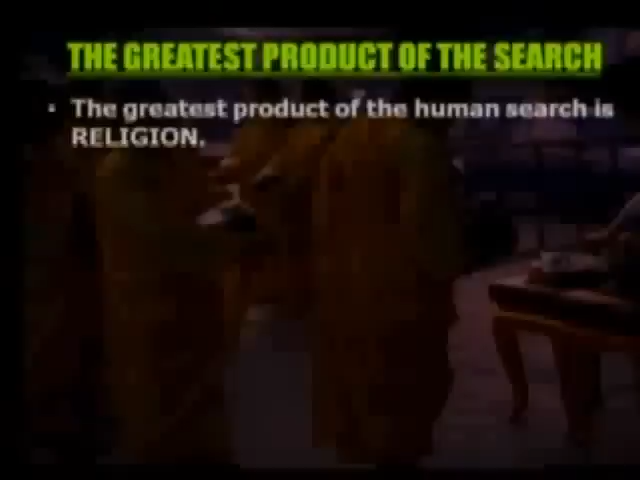 THE GREATEST PRODUCT OF THE SEARCH
• The greatest product of the human search is
RELIGION.